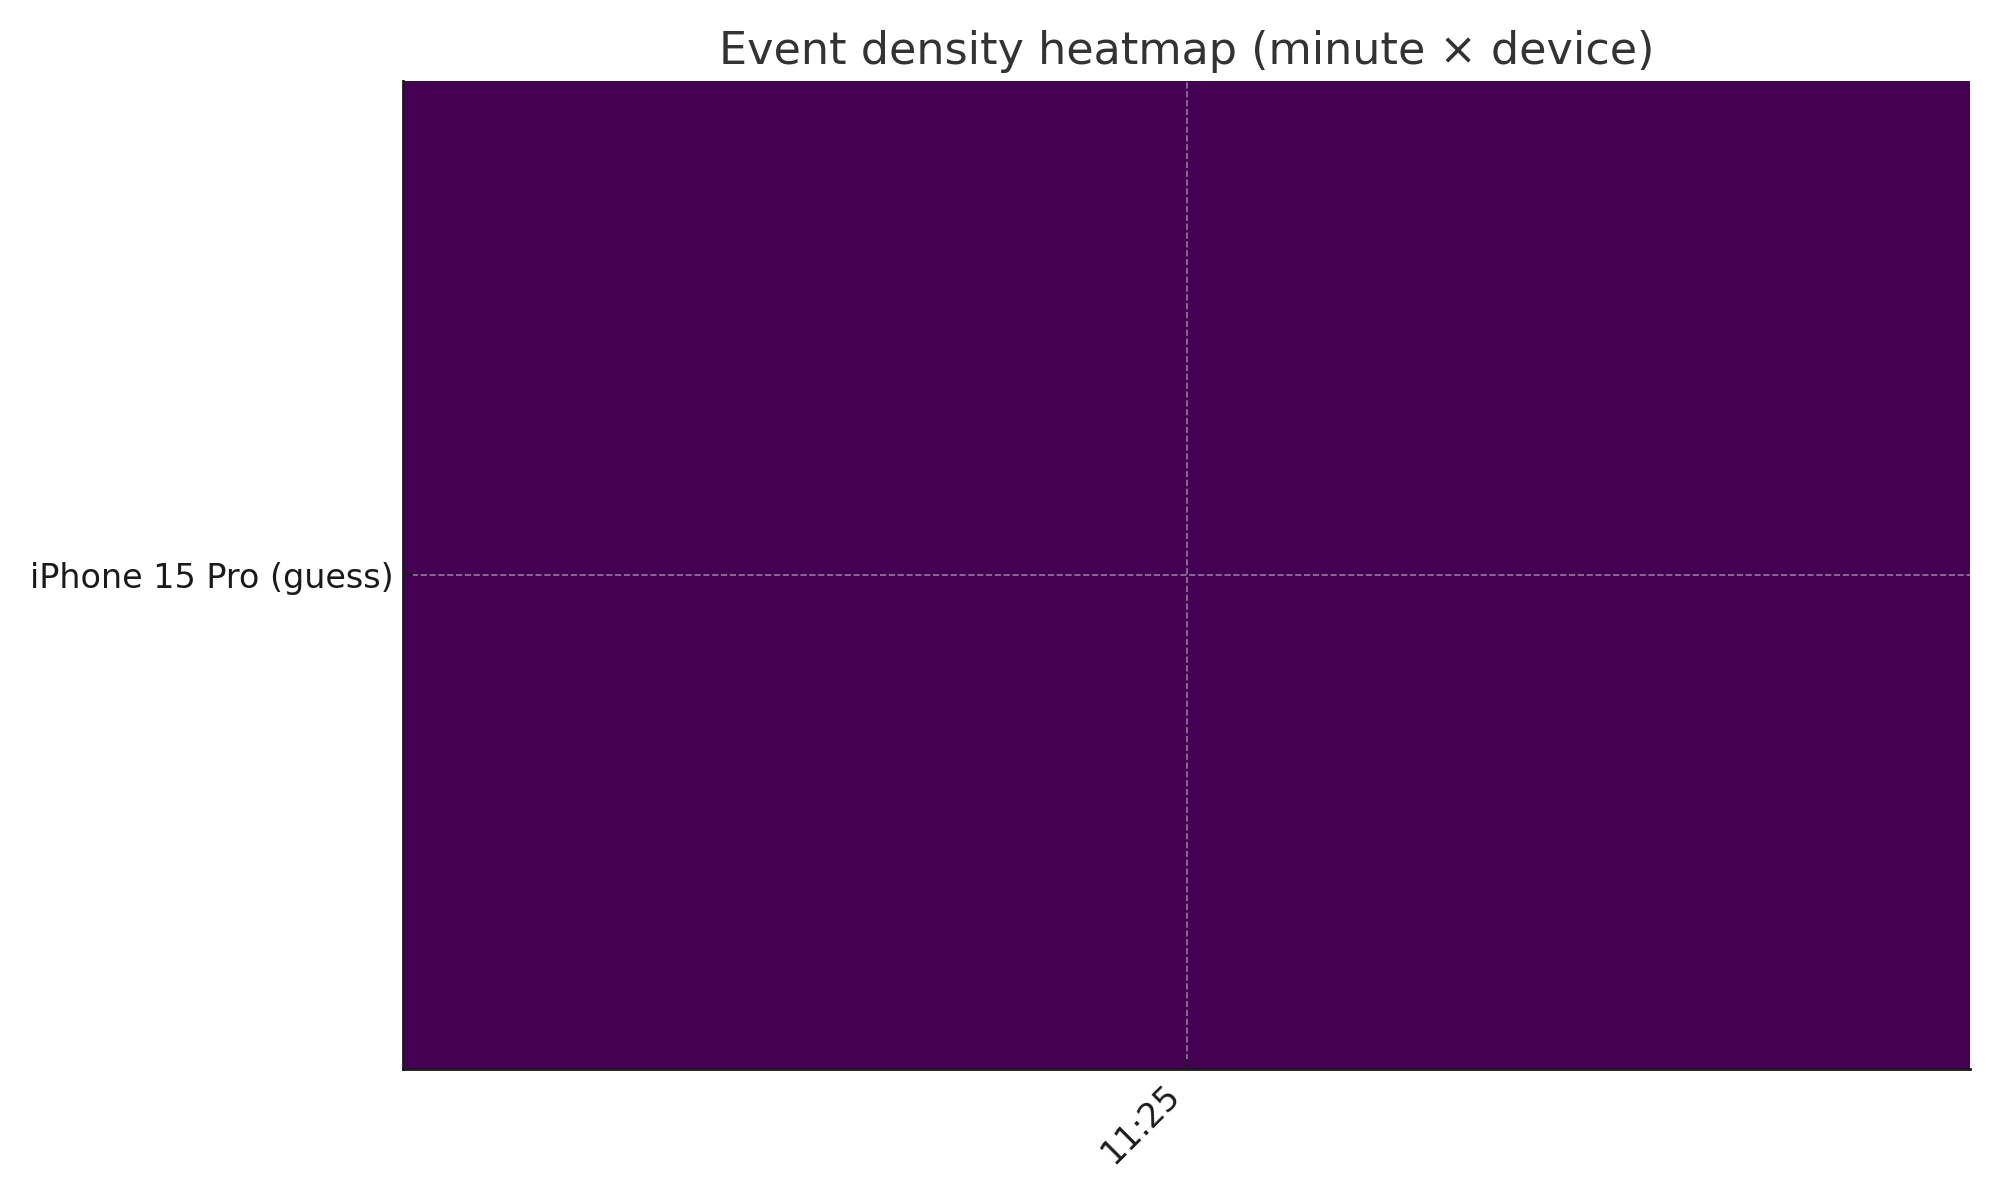 Event density heatmap (minute × device)
iPhone 15 Pro (guess)
11:25